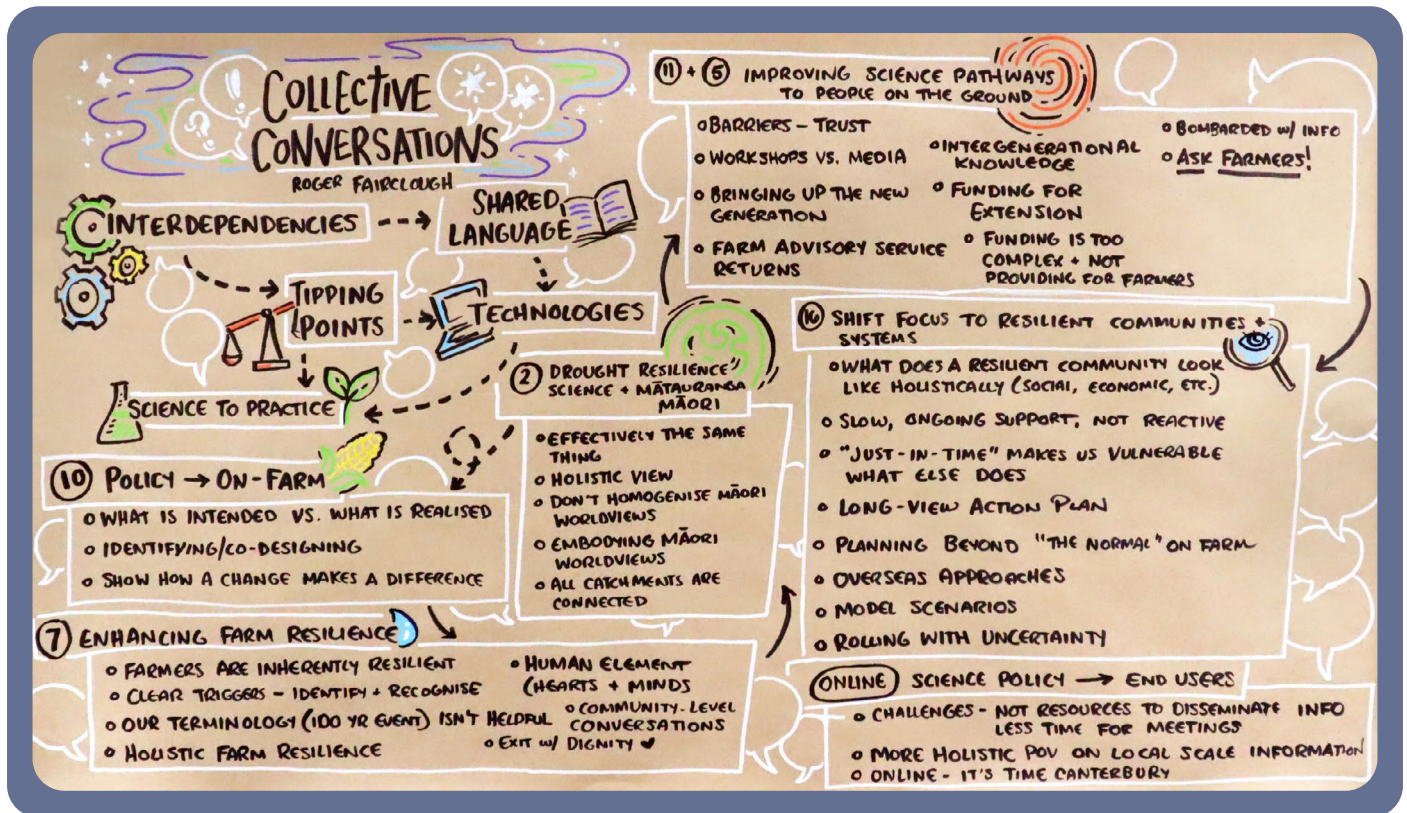 COLLECTIVE
CONVERSATIONS
ROGER FAIRCLOUGH
INTERDEPENDENCIES
SHARED
LANGUAGE
TIPPING
POINTS
TECHNOLOGIES
SCIENCE TO PRACTICE
10 POLICY → ON-FARM
○ WHAT IS INTENDED VS. WHAT IS REALISED
○ IDENTIFYING/CO-DESIGNING
○ SHOW HOW A CHANGE MAKES A DIFFERENCE
7 ENHANCING FARM RESILIENCE
○ FARMERS ARE INHERENTLY RESILIENT
○ CLEAR TRIGGERS - IDENTIFY + RECOGNISE
○ OUR TERMINOLOGY (100 YR EVENT) ISN'T HELPFUL
○ HOLISTIC FARM RESILIENCE
○ HUMAN ELEMENT
(HEARTS + MINDS
○ COMMUNITY-LEVEL
CONVERSATIONS
○ EXIT W/ DIGNITY ♥
2 DROUGHT RESILIENCE"
SCIENCE + MĀTAURANGA
MĀORI
○ EFFECTIVELY THE SAME
THING
○ HOLISTIC VIEW
○ DON'T HOMOGENISE MĀORI
WORLDVIEWS
○ EMBODYING MĀORI
WORLDVIEWS
○ ALL CATCHMENTS ARE
CONNECTED
11 + 5 IMPROVING SCIENCE PATHWAYS
TO PEOPLE ON THE GROUND
○ BARRIERS - TRUST
○ WORKSHOPS VS. MEDIA
○ BRINGING UP THE NEW
GENERATION
○ FARM ADVISORY SERVICE
RETURNS
○ INTERGENERATIONAL
KNOWLEDGE
○ FUNDING FOR
EXTENSION
○ FUNDING IS TOO
COMPLEX + NOT
PROVIDING FOR FARMERS
○ BOMBARDED W/ INFO
○ ASK FARMERS!
16 SHIFT FOCUS TO RESILIENT COMMUNITIES +
SYSTEMS
○ WHAT DOES A RESILIENT COMMUNITY LOOK
LIKE HOLISTICALLY (SOCIAL, ECONOMIC, ETC.)
○ SLOW, ONGOING SUPPORT, NOT REACTIVE
○ "JUST-IN-TIME" MAKES US VULNERABLE
WHAT ELSE DOES
○ LONG-VIEW ACTION PLAN
○ PLANNING BEYOND "THE NORMAL" ON FARM
○ OVERSEAS APPROACHES
○ MODEL SCENARIOS
○ ROLLING WITH UNCERTAINTY
ONLINE SCIENCE POLICY → END USERS
○ CHALLENGES - NOT RESOURCES TO DISSEMINATE INFO
LESS TIME FOR MEETINGS
○ MORE HOLISTIC POV ON LOCAL SCALE INFORMATION
○ ONLINE - IT'S TIME CANTERBURY